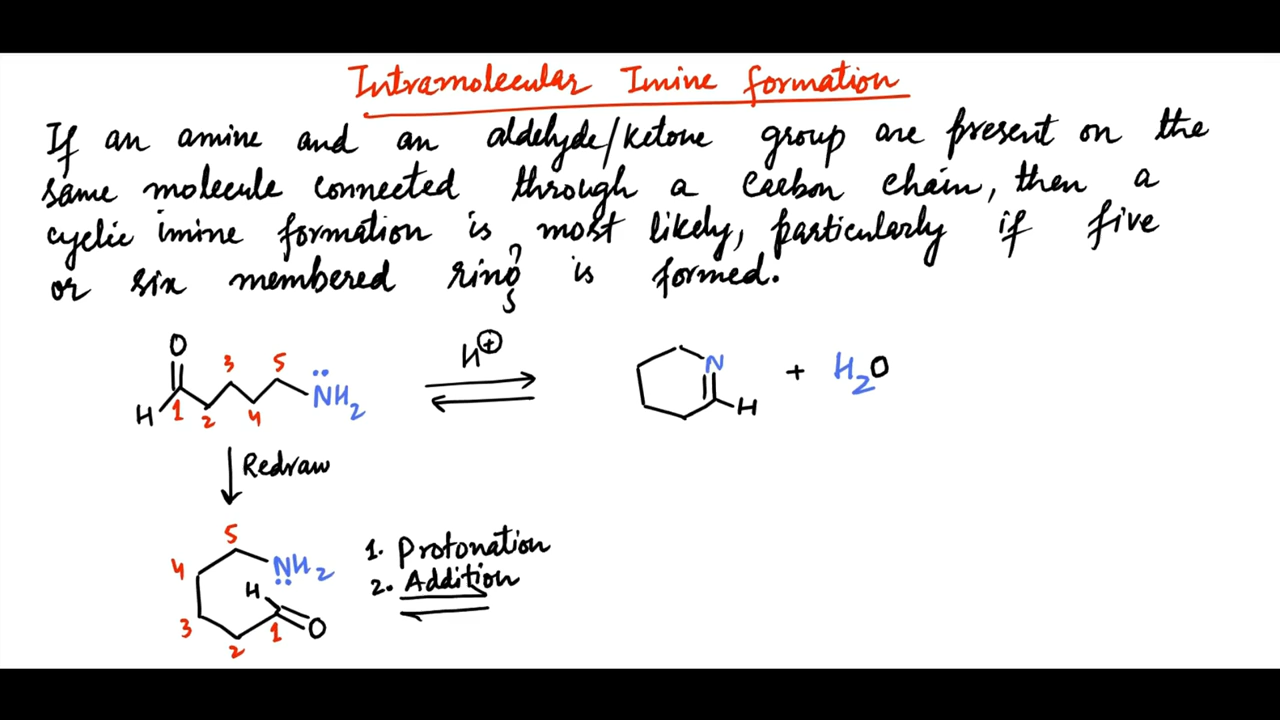 Intramolecular Imine formation
If an amine and an aldehyde/ketone group are present on the
same molecule connected through a carbon chain, then a
cyclic imine formation is most likely, particularly if five
or six membered ring is formed.
O
H 1 2 3 4 5 NH2
H+
N H + H2O
Redraw
5
4 NH2
H
3 2 1 O
1. Protonation
2. Addition